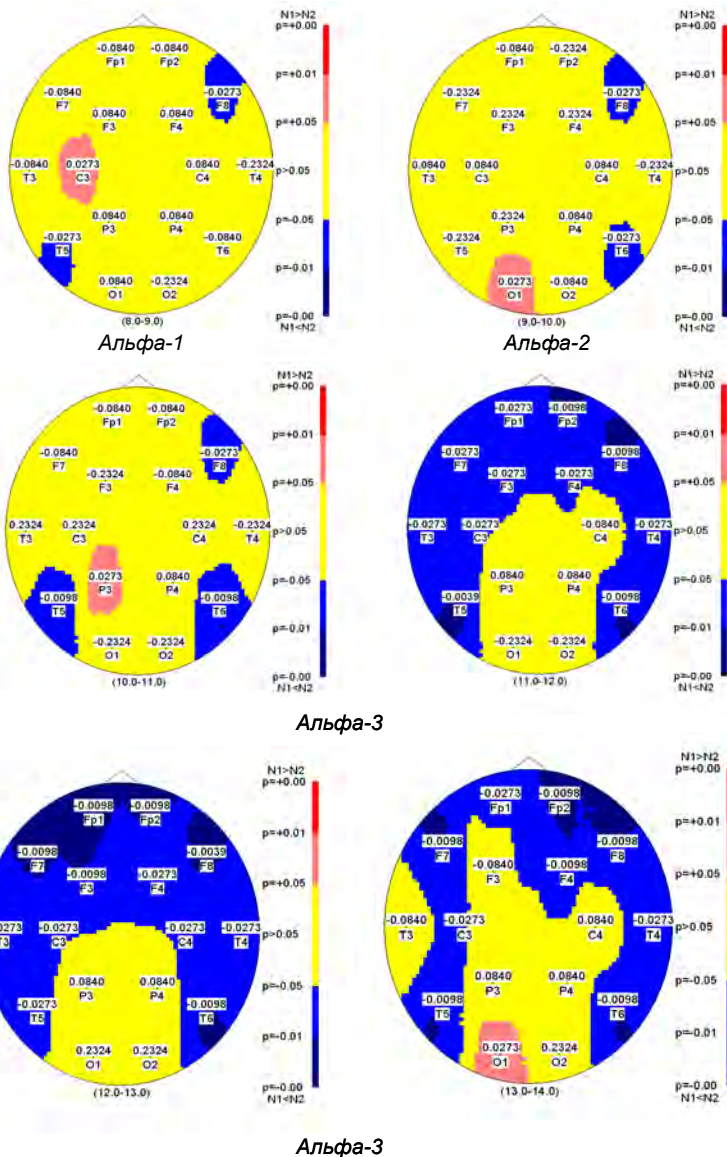 N1>N2 N1>N2
p=+0.00 p=+0.00
-0.0840 -0.0840 -0.0840 -0.2324
Fp1 Fp2 Fp1 Fp2
p=+0.01 p=+0.01
-0.0840 -0.0273 -0.2324 -0.0273
F7 F8 F7 F8
0.0840 0.0840 0.2324 0.2324
F3 F4 F3 F4
p=+0.05 p=+0.05
-0.0840 0.0273 0.0840 -0.2324 0.0840 0.0840 0.0840 -0.2324
T3 C3 C4 T4 T3 C3 C4 T4
p>0.05 p>0.05
0.0840 0.0840 0.2324 0.0840
P3 P4 P3 P4
p=-0.05 p=-0.05
-0.0273 -0.0840 -0.2324 -0.0273
T5 T6 T5 T6
p=-0.01 p=-0.01
0.0840 -0.2324 0.0273 -0.0840
O1 O2 O1 O2
p=-0.00 p=-0.00
(8.0-9.0) (9.0-10.0)
N1<N2 N1<N2
Альфа-1 Альфа-2
N1>N2 N1>N2
p=+0.00 p=+0.00
-0.0840 -0.0840 -0.0273 -0.0098
Fp1 Fp2 Fp1 Fp2
p=+0.01 p=+0.01
-0.0840 -0.0273 -0.0273 -0.0098
F7 F8 F7 F8
-0.2324 -0.0840 -0.0273 -0.0273
F3 F4 F3 F4
p=+0.05 p=+0.05
0.2324 0.2324 0.2324 -0.2324 -0.0273 -0.0273 -0.0840 -0.0273
T3 C3 C4 T4 T3 C3 C4 T4
p>0.05 p>0.05
0.0273 0.0840 0.0840 0.0840
P3 P4 P3 P4
p=-0.05 p=-0.05
-0.0098 -0.0098 -0.0039 -0.0098
T5 T6 T5 T6
p=-0.01 p=-0.01
-0.2324 -0.2324 -0.2324 -0.2324
O1 O2 O1 O2
p=-0.00 p=-0.00
(10.0-11.0) (11.0-12.0)
N1<N2 N1<N2
Альфа-3
N1>N2 N1>N2
p=+0.00 p=+0.00
-0.0098 -0.0098 -0.0273 -0.0098
Fp1 Fp2 Fp1 Fp2
p=+0.01 p=+0.01
-0.0098 -0.0039 -0.0098 -0.0098
F7 F8 F7 F8
-0.0098 -0.0273 -0.0840 -0.0098
F3 F4 F3 F4
p=+0.05 p=+0.05
0273 -0.0273 -0.0273 -0.0273 -0.0840 -0.0273 0.0840 -0.0273
T3 C3 C4 T4 T3 C3 C4 T4
p>0.05 p>0.05
0.0840 0.0840 0.0840 0.0840
P3 P4 P3 P4
p=-0.05 p=-0.05
-0.0273 -0.0098 -0.0098 -0.0098
T5 T6 T5 T6
p=-0.01 p=-0.01
0.2324 0.2324 0.0273 0.2324
O1 O2 O1 O2
p=-0.00 p=-0.00
(12.0-13.0) (13.0-14.0)
N1<N2 N1<N2
Альфа-3